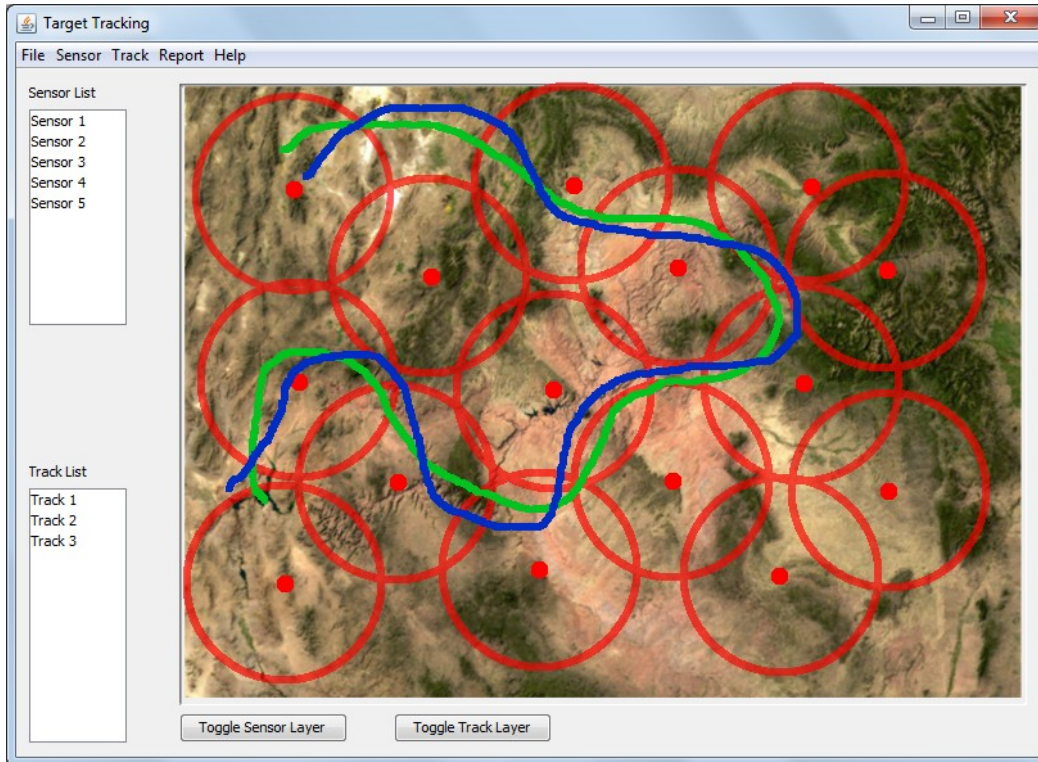 Target Tracking
File Sensor Track Report Help
Sensor List
Sensor 1
Sensor 2
Sensor 3
Sensor 4
Sensor 5
Track List
Track 1
Track 2
Track 3
Toggle Sensor Layer
Toggle Track Layer